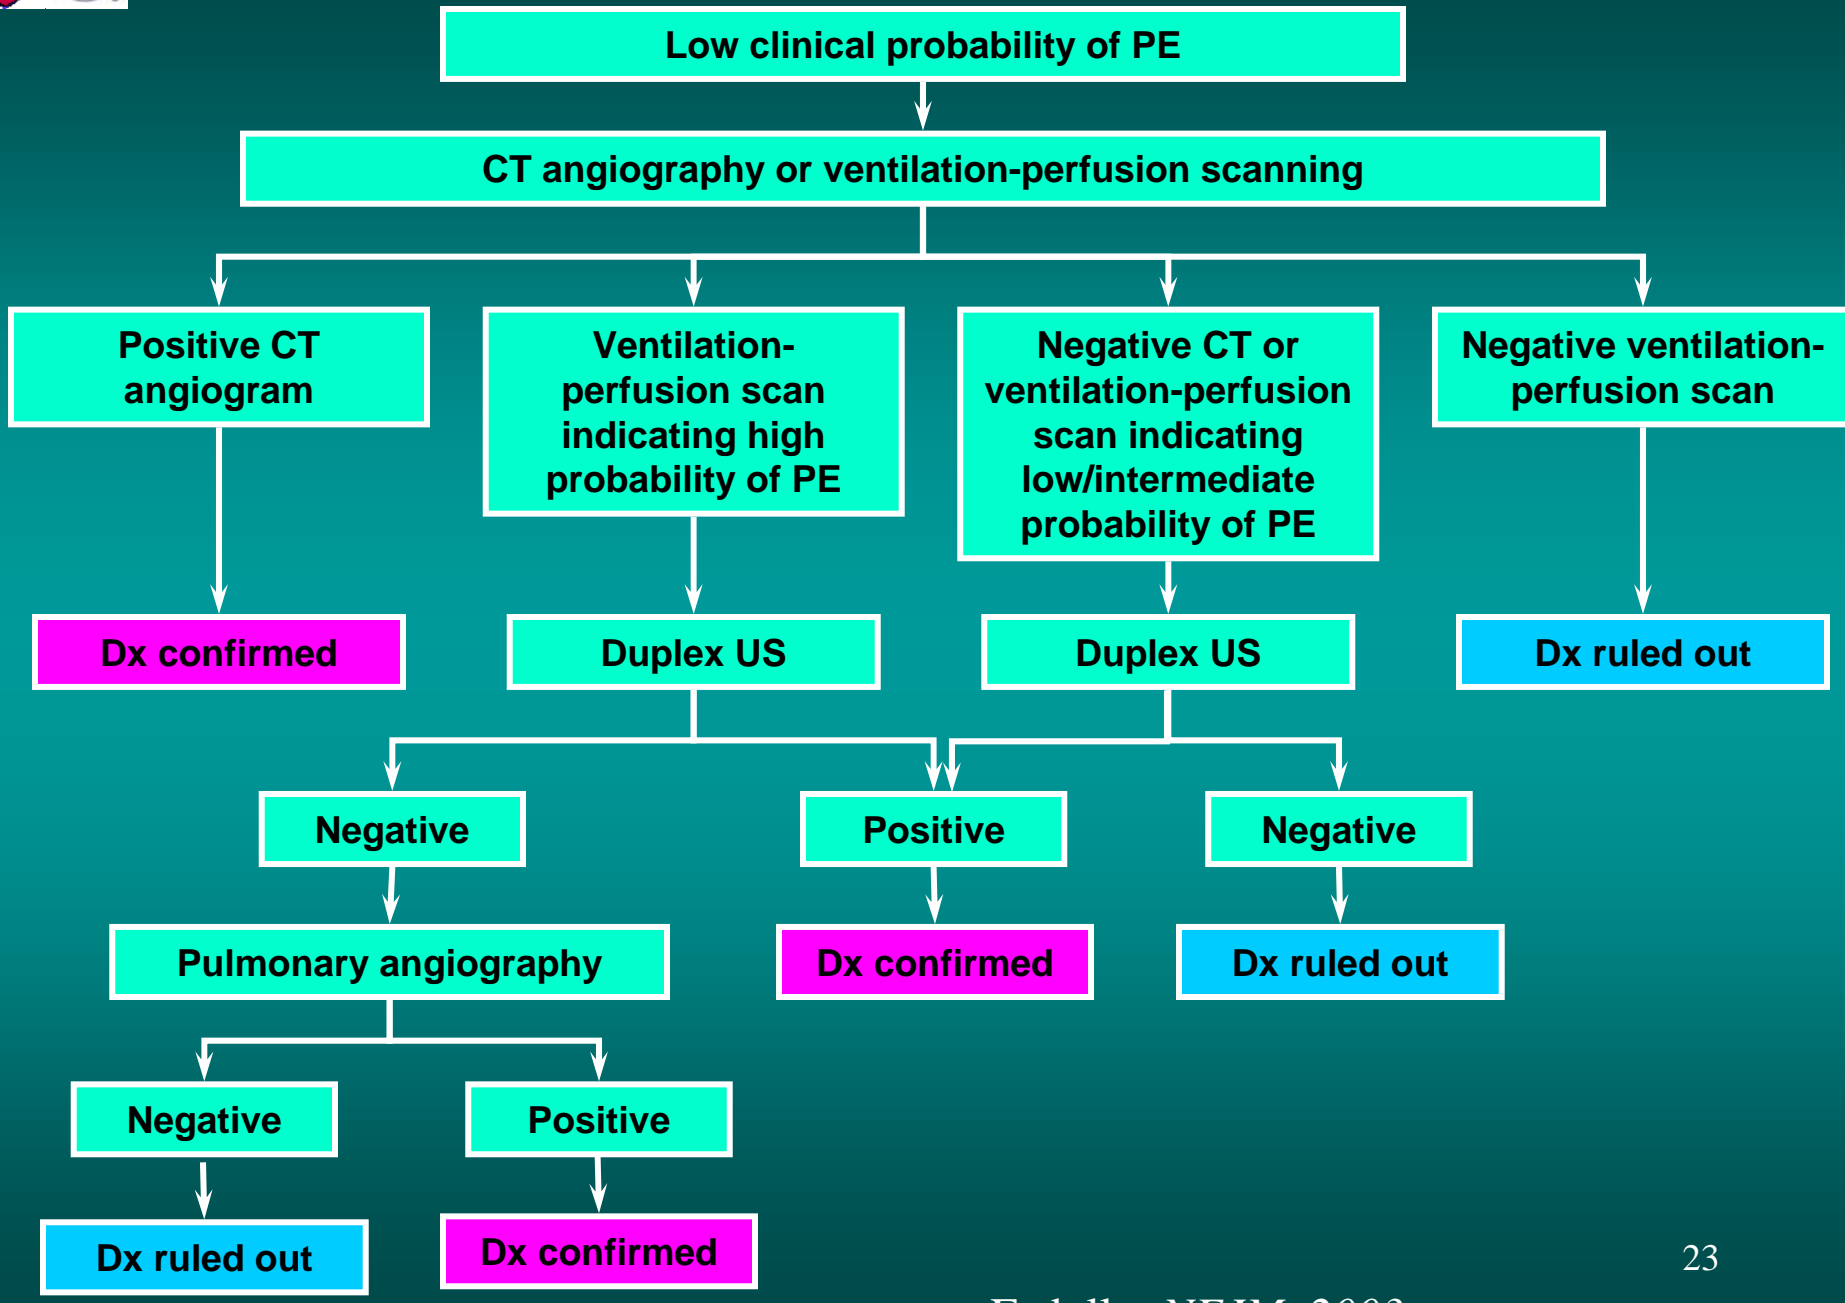 Low clinical probability of PE
CT angiography or ventilation-perfusion scanning
Positive CT
angiogram
Ventilation-
perfusion scan
indicating high
probability of PE
Negative CT or
ventilation-perfusion
scan indicating
low/intermediate
probability of PE
Negative ventilation-
perfusion scan
Dx confirmed
Duplex US
Duplex US
Dx ruled out
Negative
Positive
Negative
Pulmonary angiography
Dx confirmed
Dx ruled out
Negative
Positive
Dx ruled out
Dx confirmed
23
NEJM, 2003